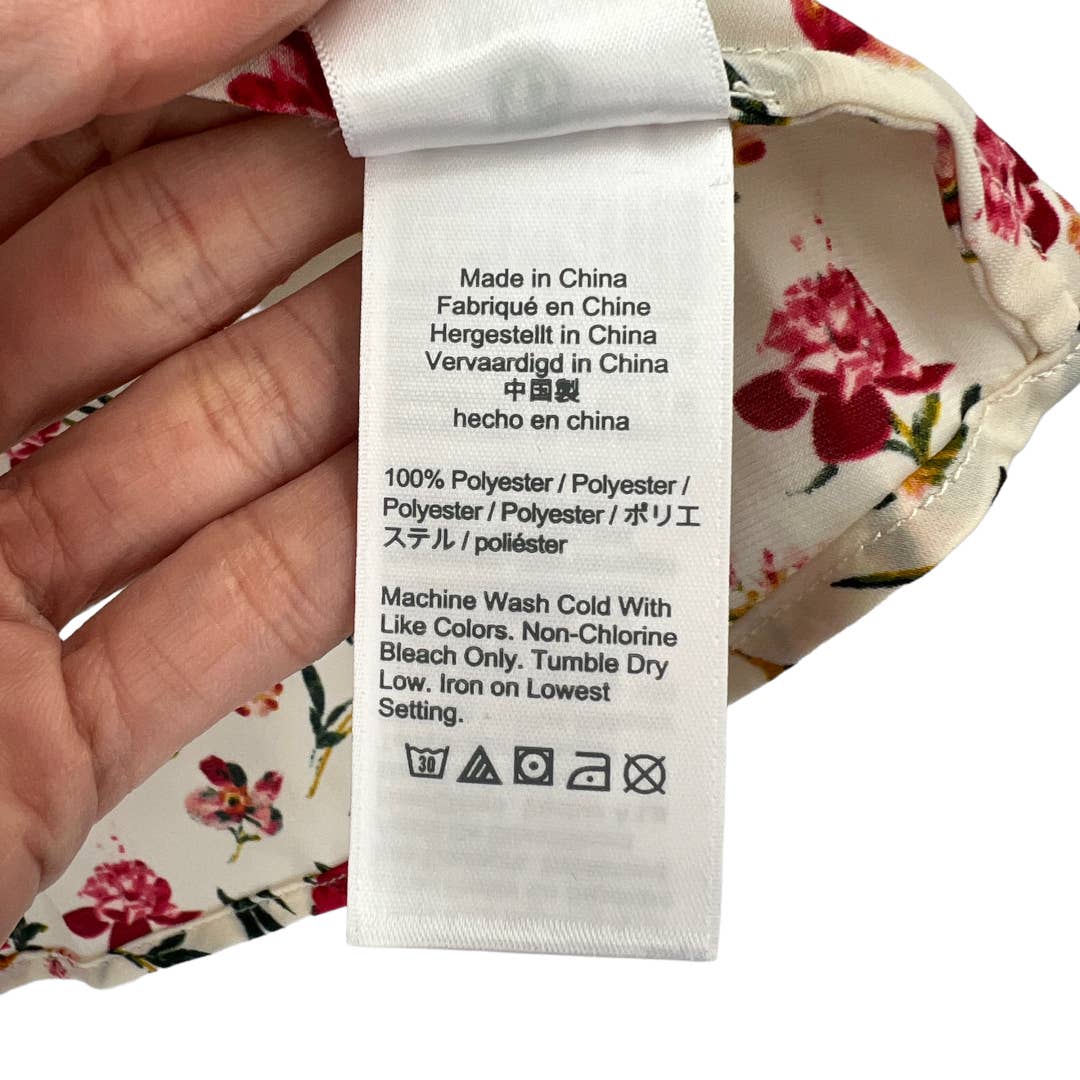 Made in China
Fabriqué en Chine
Hergestellt in China
Vervaardigd in China
中国製
hecho en china
100% Polyester / Polyester /
Polyester / Polyester / ポリエ
ステル / poliéster
Machine Wash Cold With
Like Colors. Non-Chlorine
Bleach Only. Tumble Dry
Low. Iron on Lowest
Setting.
30